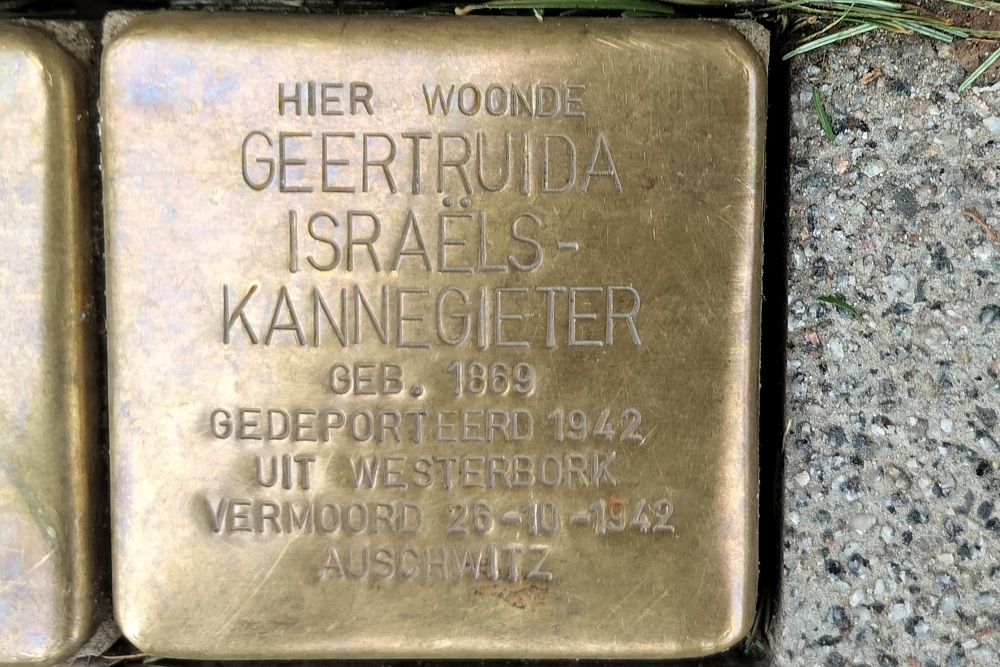 HIER WOONDE
GEERTRUIDA
ISRAËLS-
KANNEGIETER
GEB. 1869
GEDEPORTEERD 1942
UIT WESTERBORK
VERMOORD 26-10-1942
AUSCHWITZ